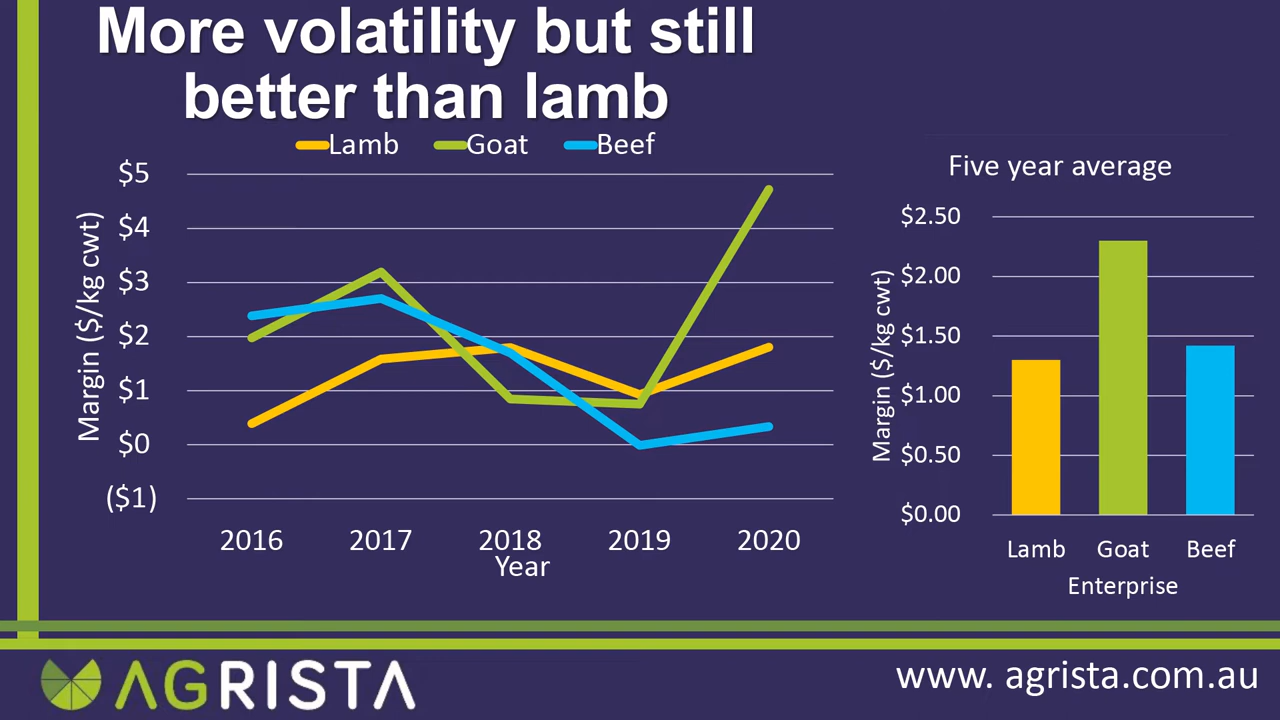 More volatility but still
better than lamb
Lamb Goat Beef
$5
$4
$3
$2
$1
$0
($1)
Margin ($/kg cwt)
2016 2017 2018 2019 2020
Year
Five year average
$2.50
$2.00
$1.50
$1.00
$0.50
$0.00
Margin ($/kg cwt)
Lamb Goat Beef
Enterprise
AGRISTA
www. agrista.com.au